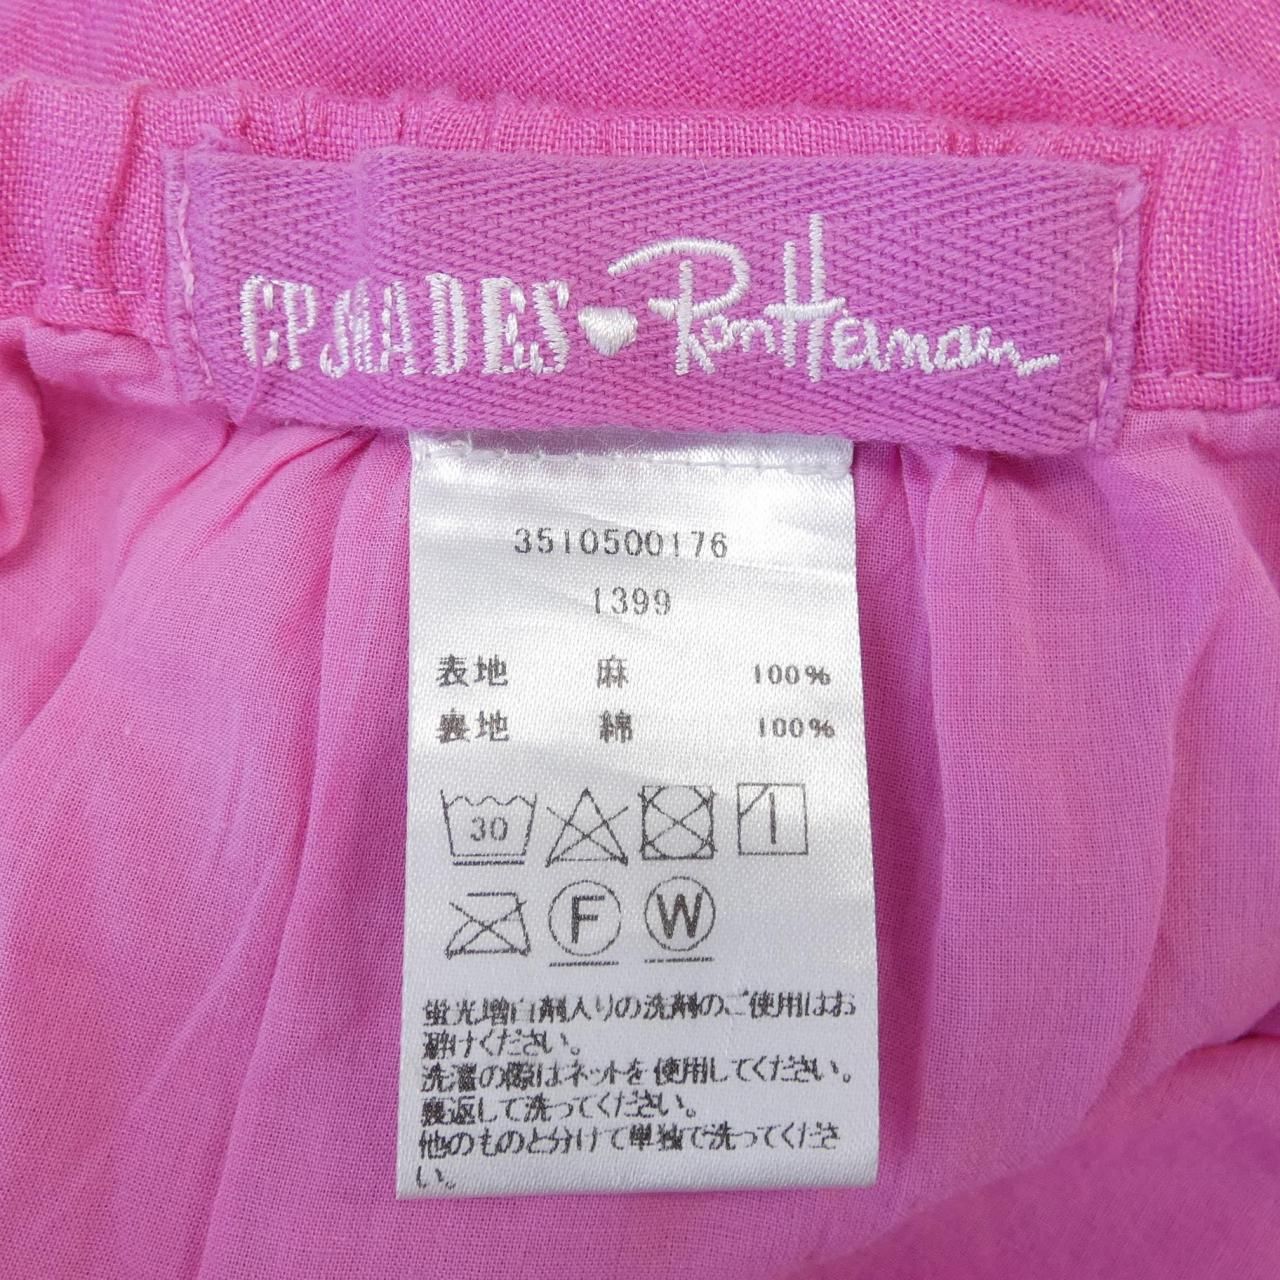 CP SHADES ♥ Ron Herman
3510500176
1399
表地 麻 100%
裏地 綿 100%
30
F W
蛍光増白剤入りの洗剤のご使用はお
避けください。
洗濯の際はネットを使用してください。
裏返して洗ってください。
他のものと分けて単独で洗ってくださ
い。